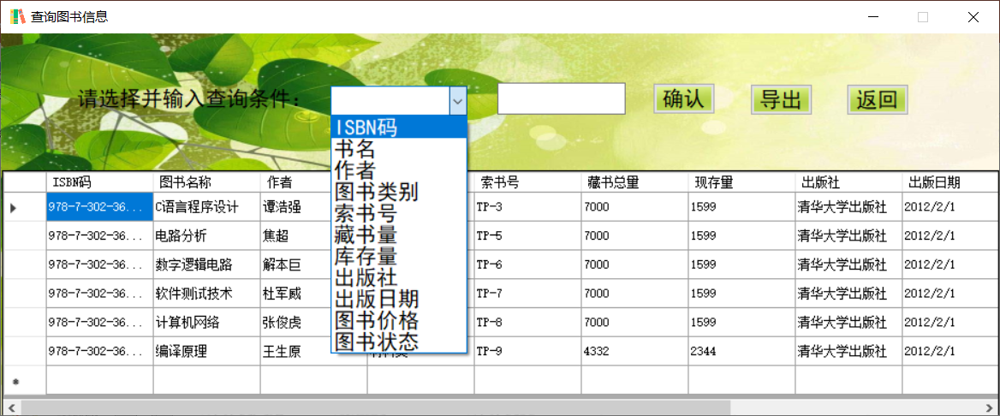 查询图书信息
请选择并输入查询条件：
确认 导出 返回
ISBN码
书名
作者
图书类别
索书号
藏书量
库存量
出版社
出版日期
图书价格
图书状态
ISBN码 图书名称 作者 索书号 藏书总量 现存量 出版社 出版日期
978-7-302-36... C语言程序设计 谭浩强 TP-3 7000 1599 清华大学出版社 2012/2/1
978-7-302-36... 电路分析 焦超 TP-5 7000 1599 清华大学出版社 2012/2/1
978-7-302-36... 数字逻辑电路 解本巨 TP-6 7000 1599 清华大学出版社 2012/2/1
978-7-302-36... 软件测试技术 杜军威 TP-7 7000 1599 清华大学出版社 2012/2/1
978-7-302-36... 计算机网络 张俊虎 TP-8 7000 1599 清华大学出版社 2012/2/1
978-7-302-36... 编译原理 王生原 TP-9 4332 2344 清华大学出版社 2012/2/1